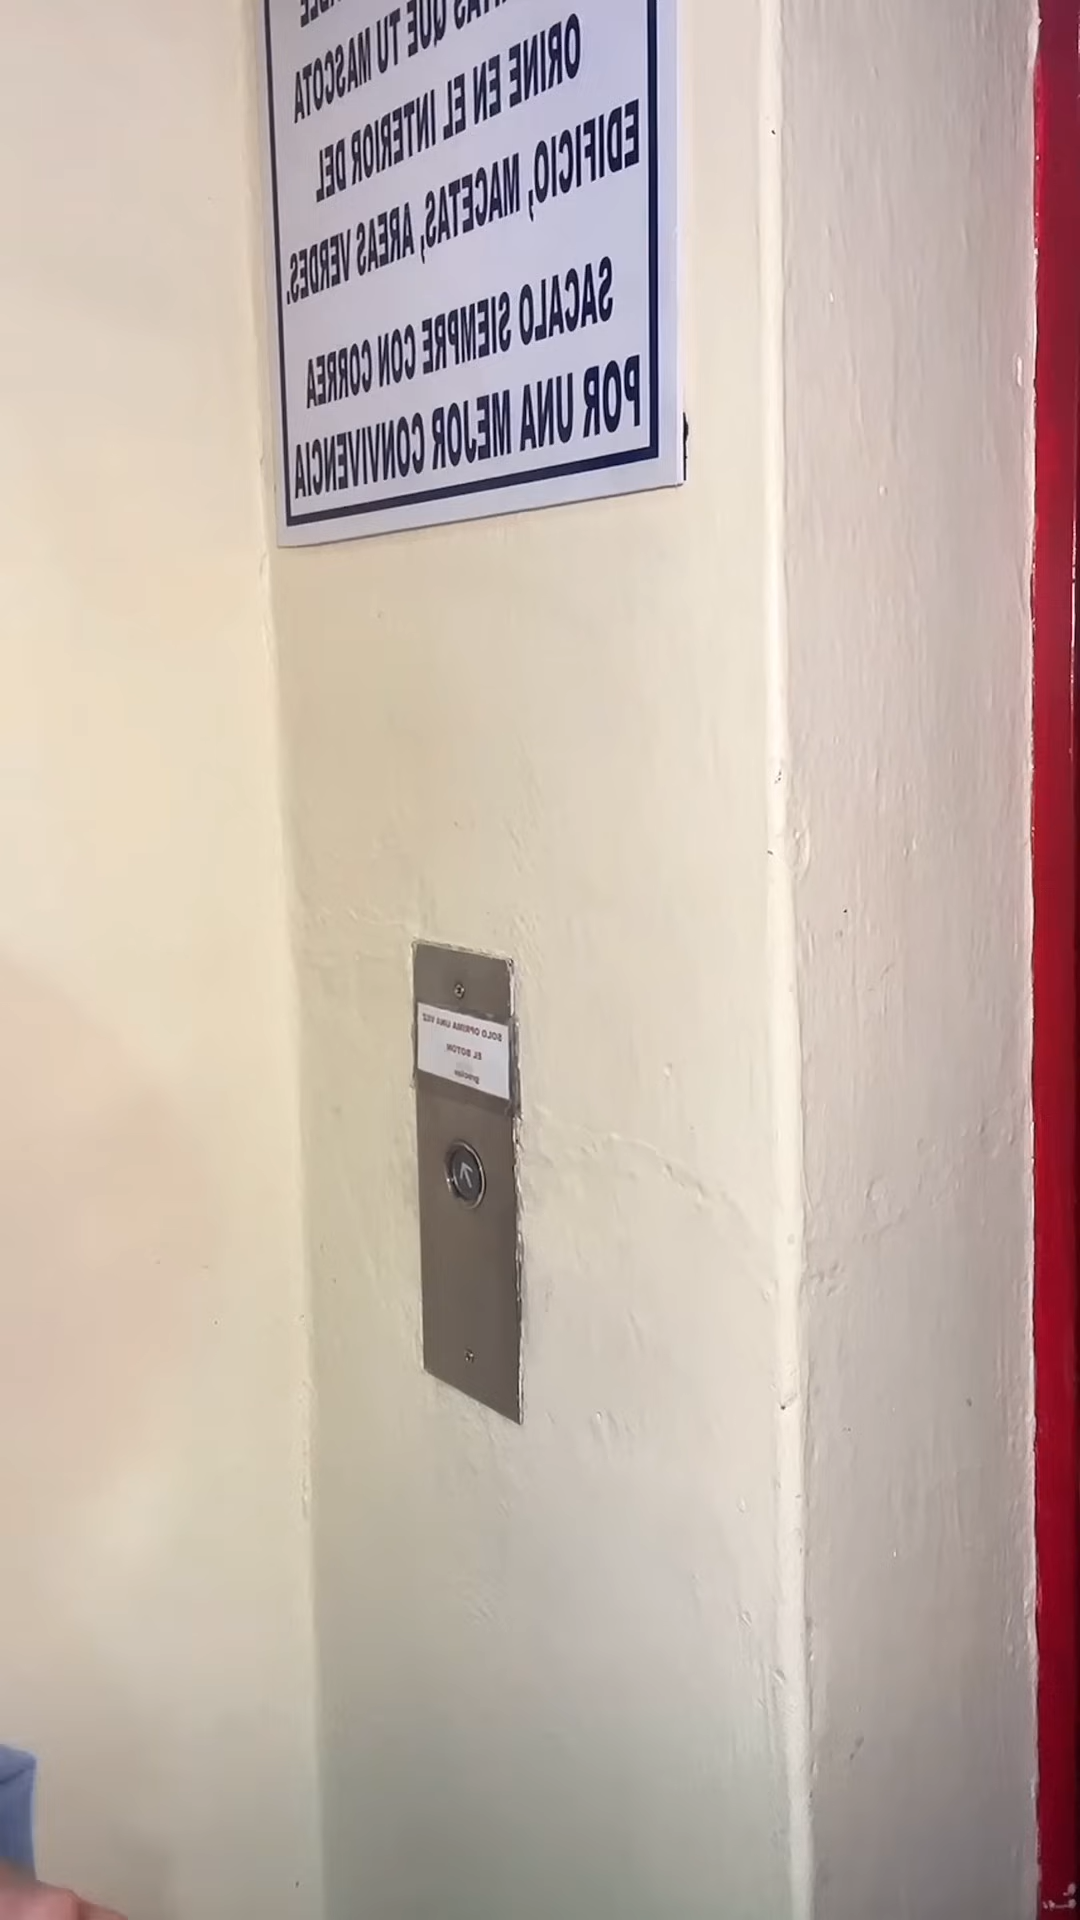 QUE TU MASCOTA
ORINE EN EL INTERIOR DEL
EDIFICIO, MACETAS, AREAS VERDES.
SACALO SIEMPRE CON CORREA
POR UNA MEJOR CONVIVENCIA
SOLO OPRIMA UNA VEZ
EL BOTON
gracias